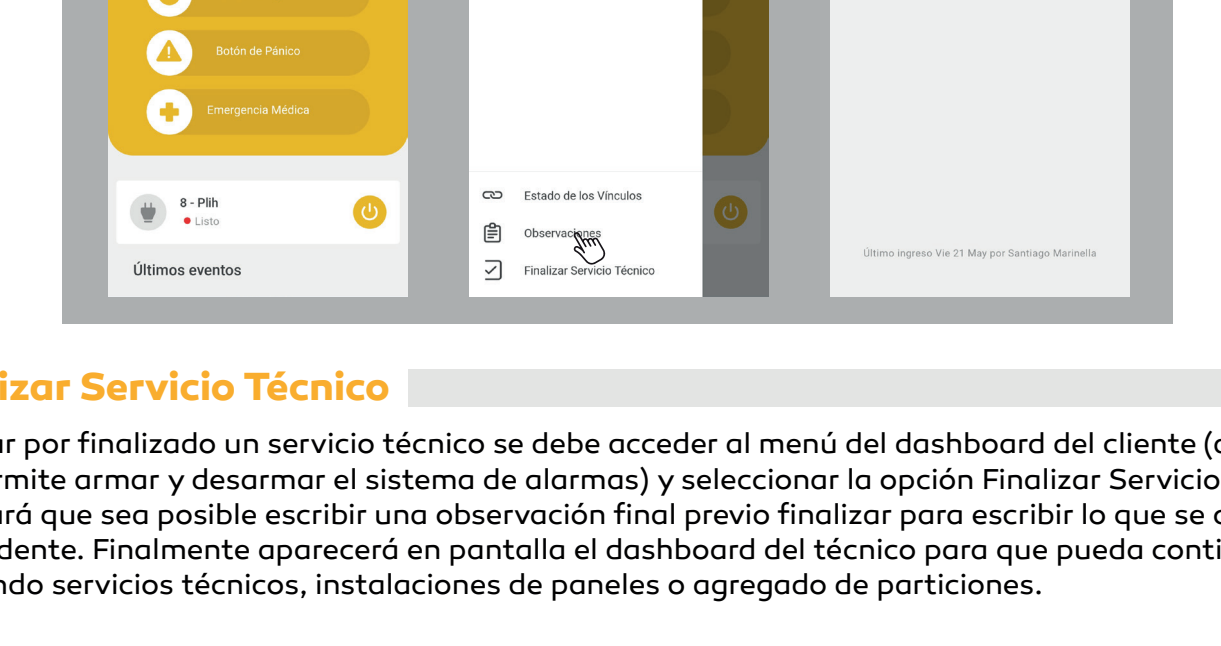 Botón de Pánico
Emergencia Médica
8 - Plih
Listo
Últimos eventos
Estado de los Vínculos
Observaciones
Finalizar Servicio Técnico
Último ingreso Vie 21 May por Santiago Marinella
izar Servicio Técnico
ar por finalizado un servicio técnico se debe acceder al menú del dashboard del cliente (
rmite armar y desarmar el sistema de alarmas) y seleccionar la opción Finalizar Servicio
ará que sea posible escribir una observación final previo finalizar para escribir lo que se
dente. Finalmente aparecerá en pantalla el dashboard del técnico para que pueda conti
ndo servicios técnicos, instalaciones de paneles o agregado de particiones.